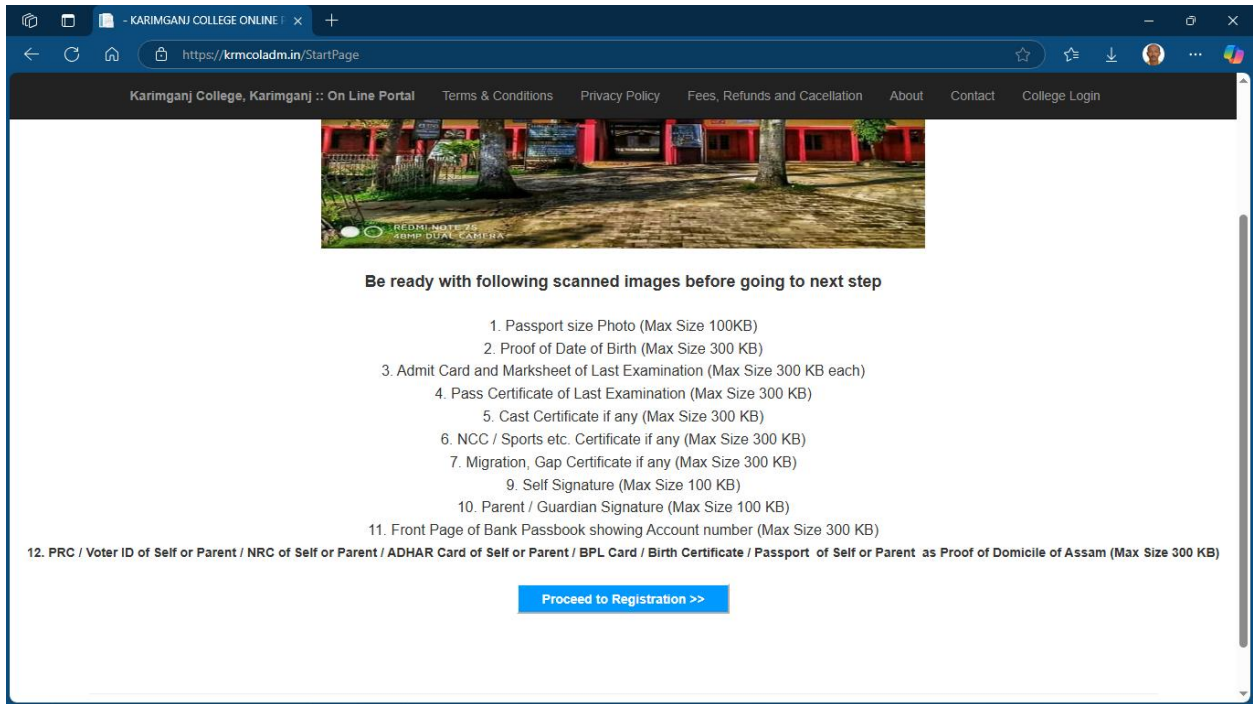 - KARIMGANJ COLLEGE ONLINE
https://krmcoladm.in/StartPage
Karimganj College, Karimganj :: On Line Portal Terms & Conditions Privacy Policy Fees, Refunds and Cacellation About Contact College Login
REDMI NOTE 7S
48MP DUAL CAMERA
Be ready with following scanned images before going to next step
1. Passport size Photo (Max Size 100KB)
2. Proof of Date of Birth (Max Size 300 KB)
3. Admit Card and Marksheet of Last Examination (Max Size 300 KB each)
4. Pass Certificate of Last Examination (Max Size 300 KB)
5. Cast Certificate if any (Max Size 300 KB)
6. NCC / Sports etc. Certificate if any (Max Size 300 KB)
7. Migration, Gap Certificate if any (Max Size 300 KB)
9. Self Signature (Max Size 100 KB)
10. Parent / Guardian Signature (Max Size 100 KB)
11. Front Page of Bank Passbook showing Account number (Max Size 300 KB)
12. PRC / Voter ID of Self or Parent / NRC of Self or Parent / ADHAR Card of Self or Parent / BPL Card / Birth Certificate / Passport of Self or Parent as Proof of Domicile of Assam (Max Size 300 KB)
Proceed to Registration >>